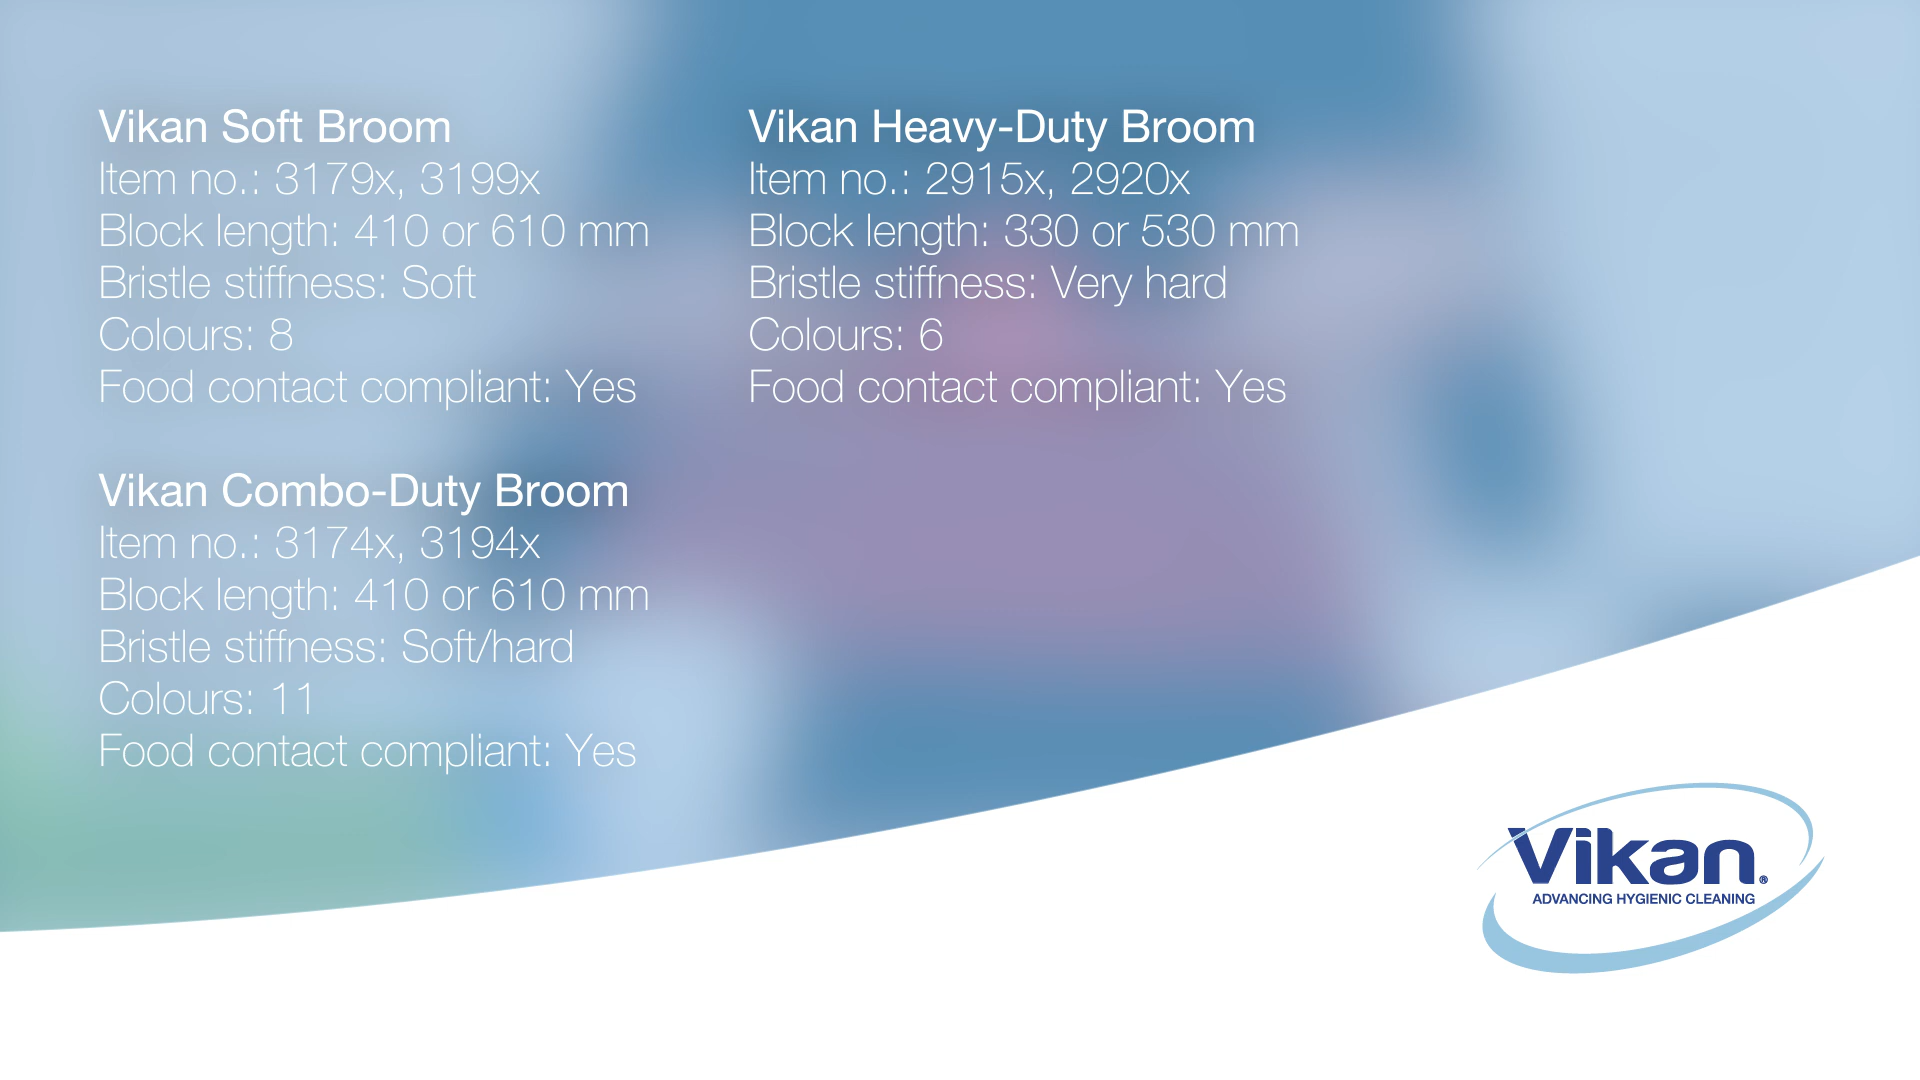 Vikan Soft Broom
Item no.: 3179x, 3199x
Block length: 410 or 610 mm
Bristle stiffness: Soft
Colours: 8
Food contact compliant: Yes
Vikan Combo-Duty Broom
Item no.: 3174x, 3194x
Block length: 410 or 610 mm
Bristle stiffness: Soft/hard
Colours: 11
Food contact compliant: Yes
Vikan Heavy-Duty Broom
Item no.: 2915x, 2920x
Block length: 330 or 530 mm
Bristle stiffness: Very hard
Colours: 6
Food contact compliant: Yes
Vikan®
ADVANCING HYGIENIC CLEANING